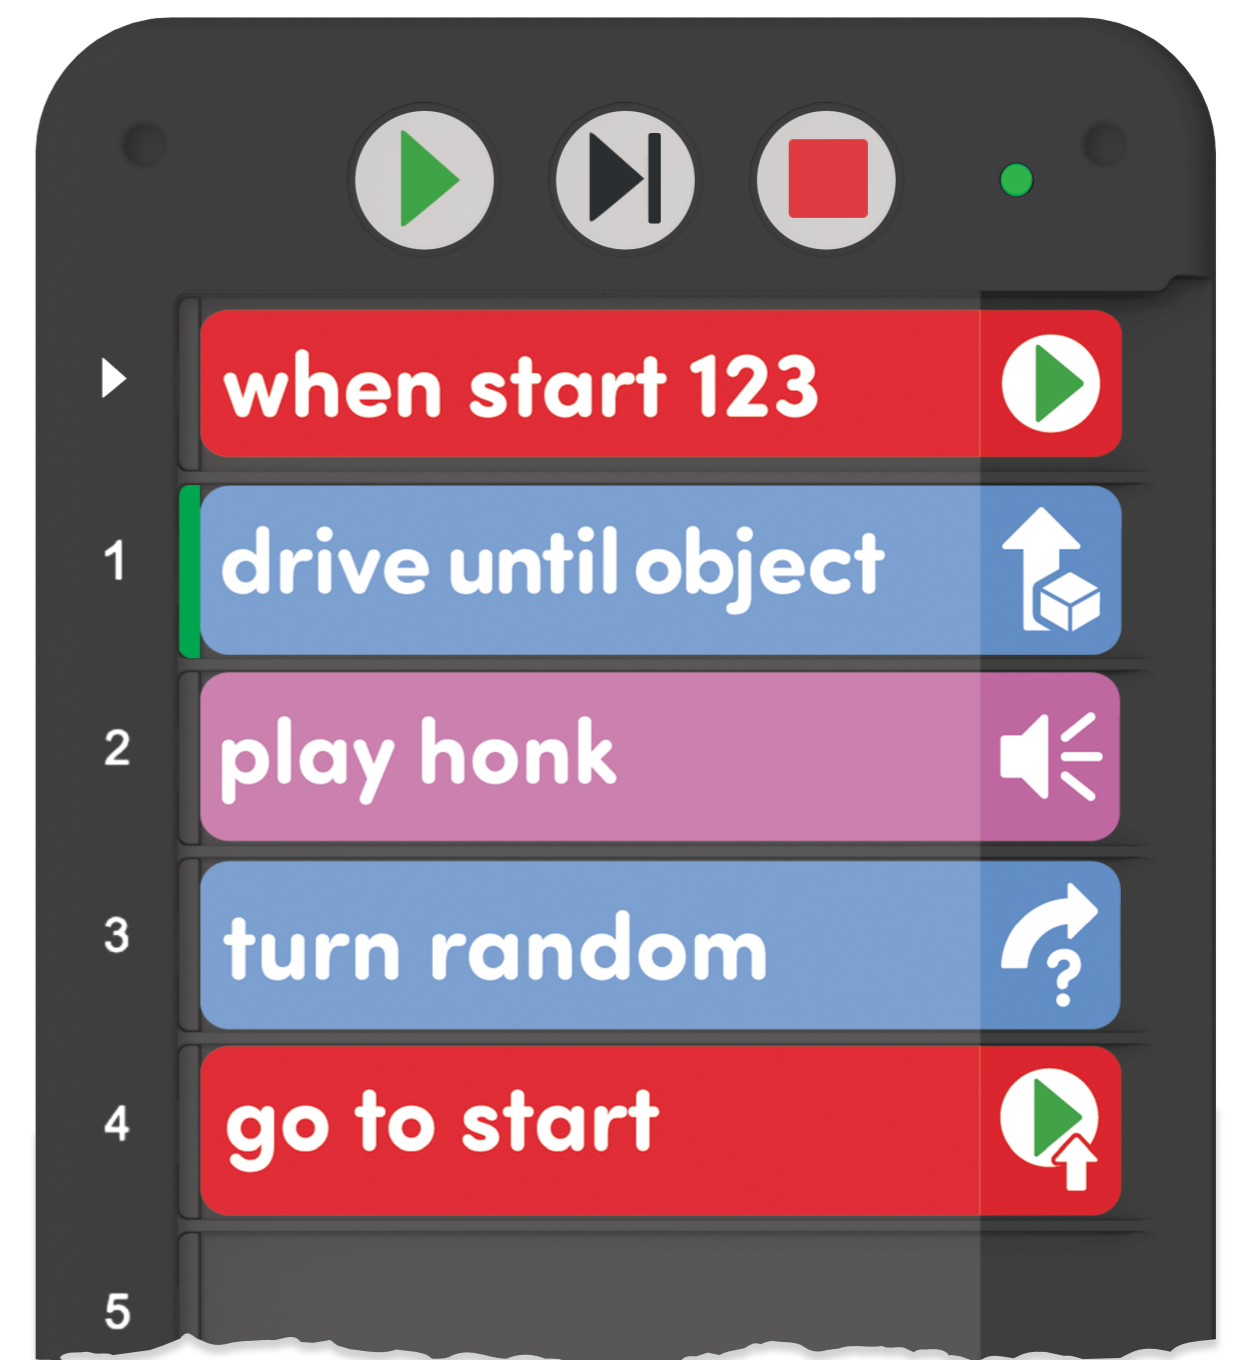 when start 123
1
drive until object
2
play honk
3
turn random
?
4
go to start
5